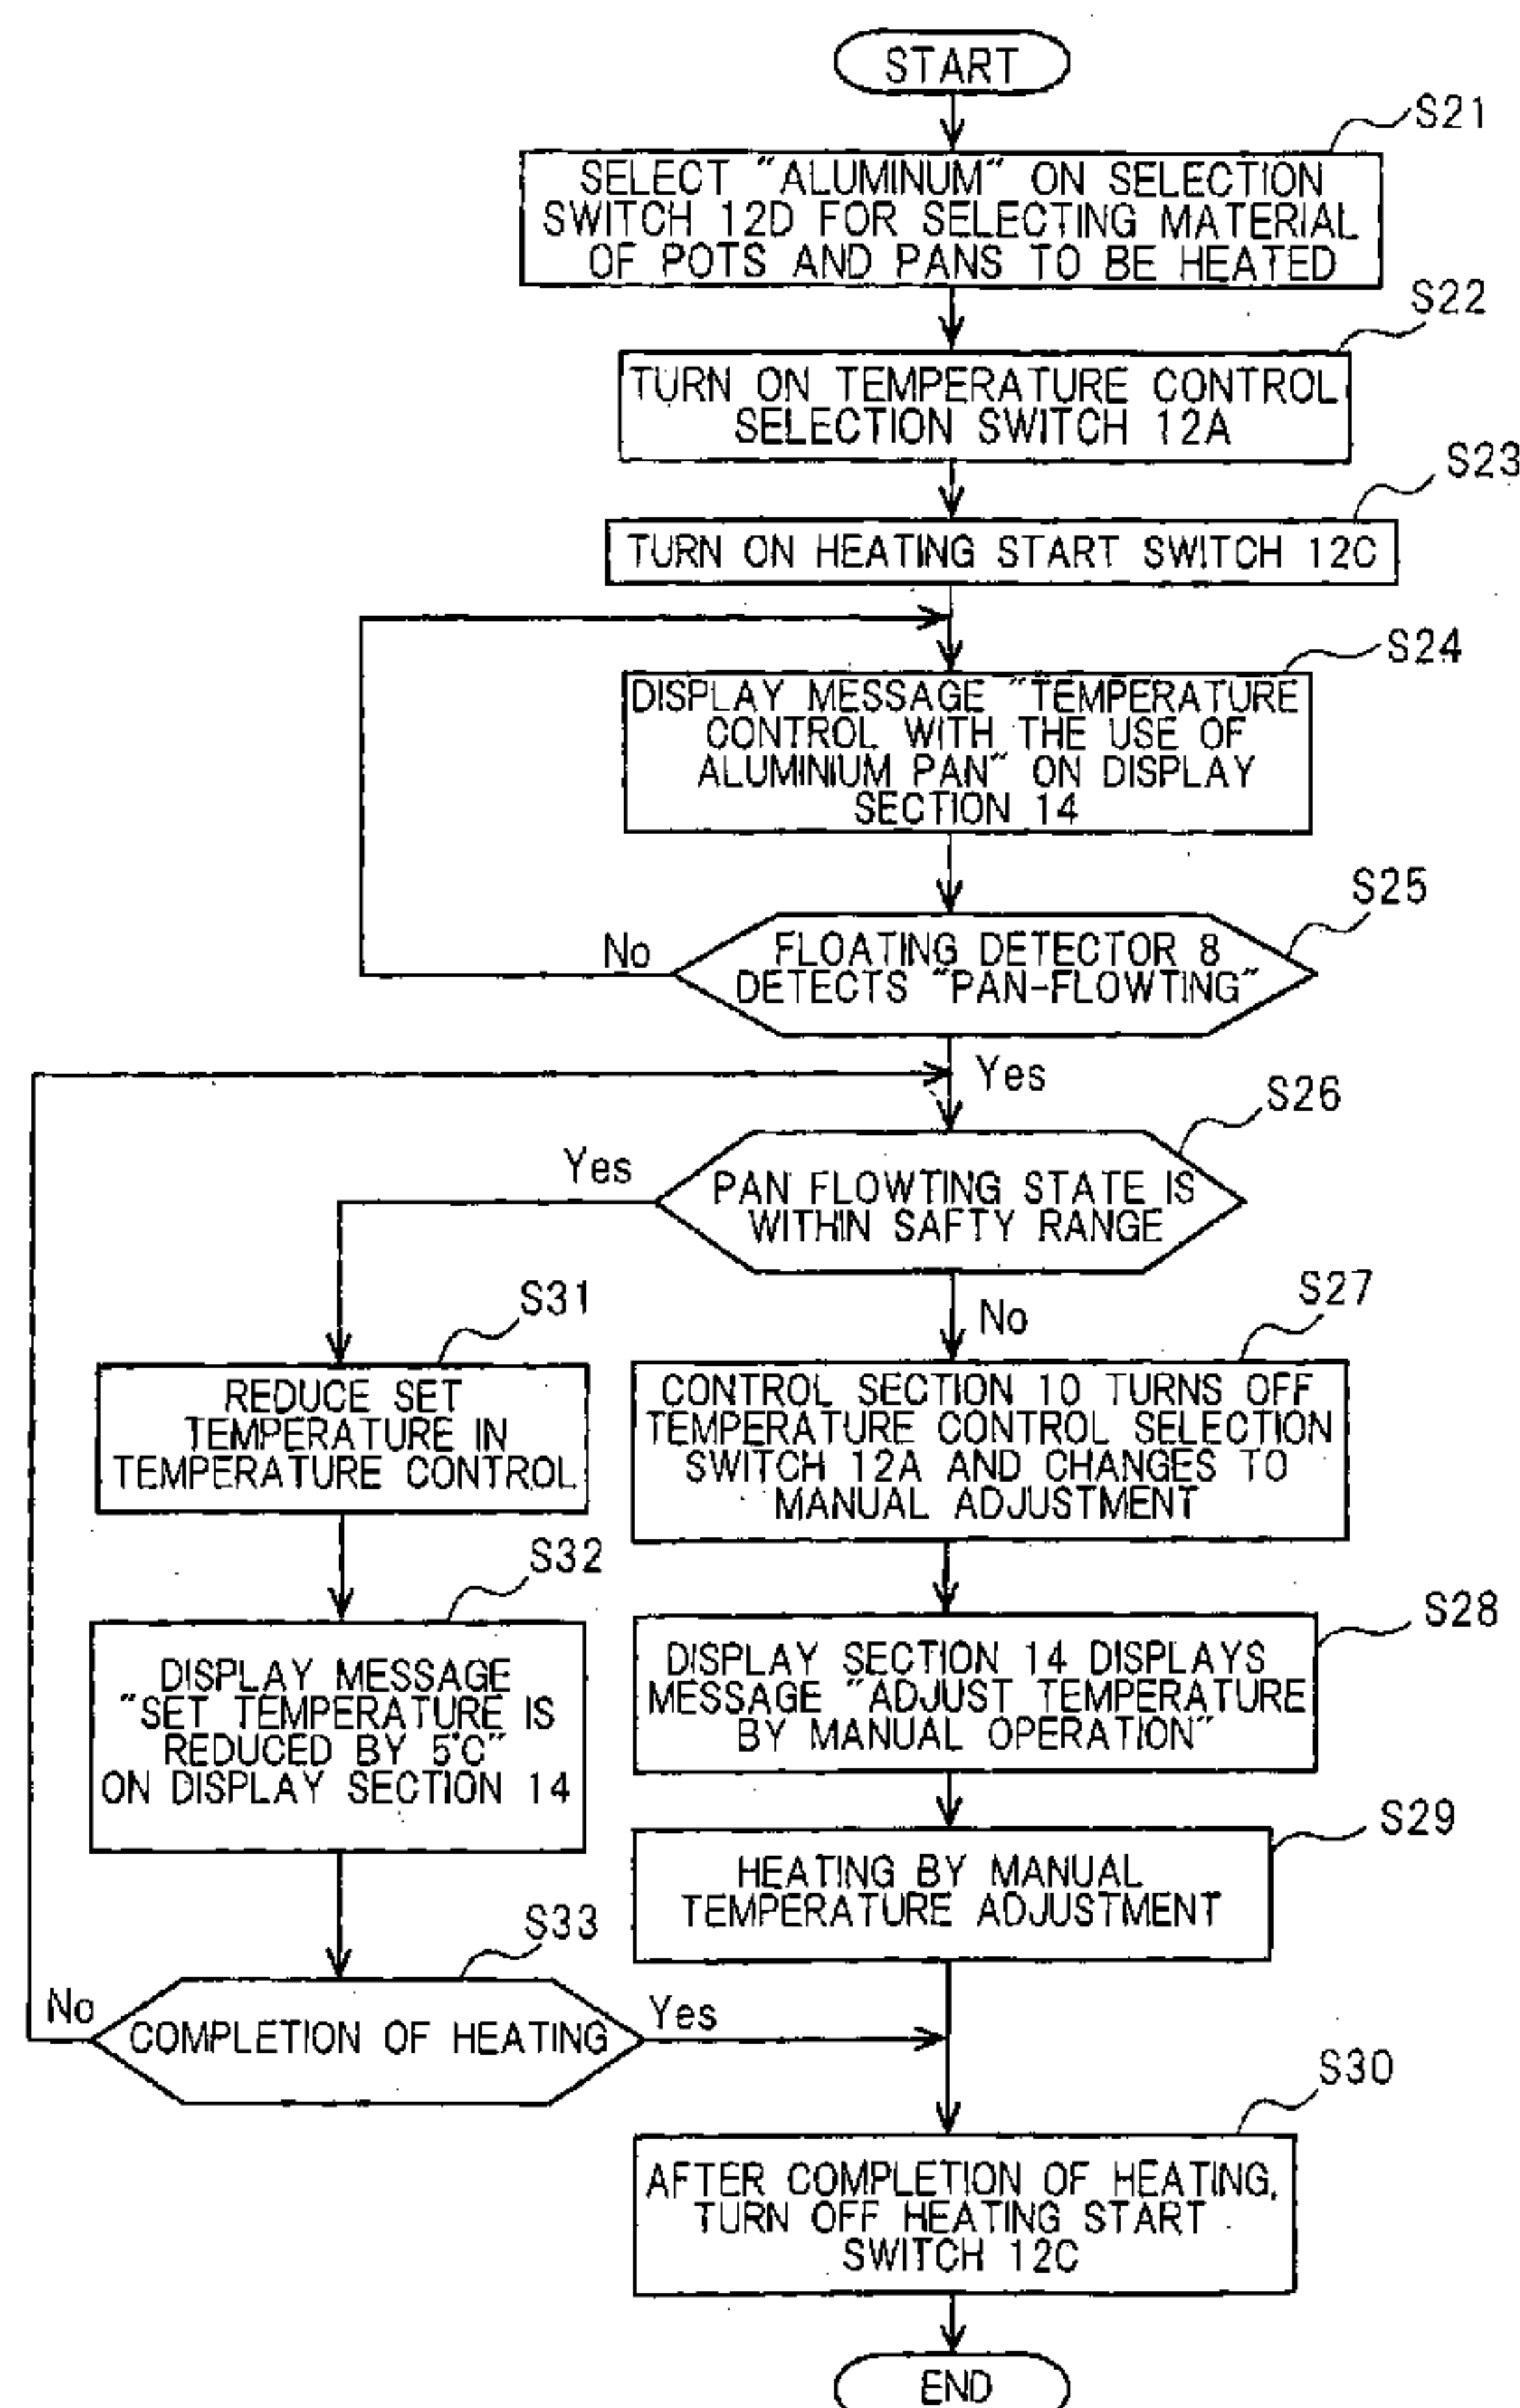 START
S21
SELECT "ALUMINUM" ON SELECTION
SWITCH 12D FOR SELECTING MATERIAL
OF POTS AND PANS TO BE HEATED
S22
TURN ON TEMPERATURE CONTROL
SELECTION SWITCH 12A
S23
TURN ON HEATING START SWITCH 12C
S24
DISPLAY MESSAGE "TEMPERATURE
CONTROL WITH THE USE OF
ALUMINIUM PAN" ON DISPLAY
SECTION 14
S25
No
FLOATING DETECTOR 8
DETECTS "PAN-FLOWTING"
Yes
S26
Yes
PAN FLOWTING STATE IS
WITHIN SAFTY RANGE
No
S27
CONTROL SECTION 10 TURNS OFF
TEMPERATURE CONTROL SELECTION
SWITCH 12A AND CHANGES TO
MANUAL ADJUSTMENT
S31
REDUCE SET
TEMPERATURE IN
TEMPERATURE CONTROL
S32
DISPLAY MESSAGE
"SET TEMPERATURE IS
REDUCED BY 5°C"
ON DISPLAY SECTION 14
S28
DISPLAY SECTION 14 DISPLAYS
MESSAGE "ADJUST TEMPERATURE
BY MANUAL OPERATION"
S29
HEATING BY MANUAL
TEMPERATURE ADJUSTMENT
S33
No
COMPLETION OF HEATING
Yes
S30
AFTER COMPLETION OF HEATING,
TURN OFF HEATING START
SWITCH 12C
END